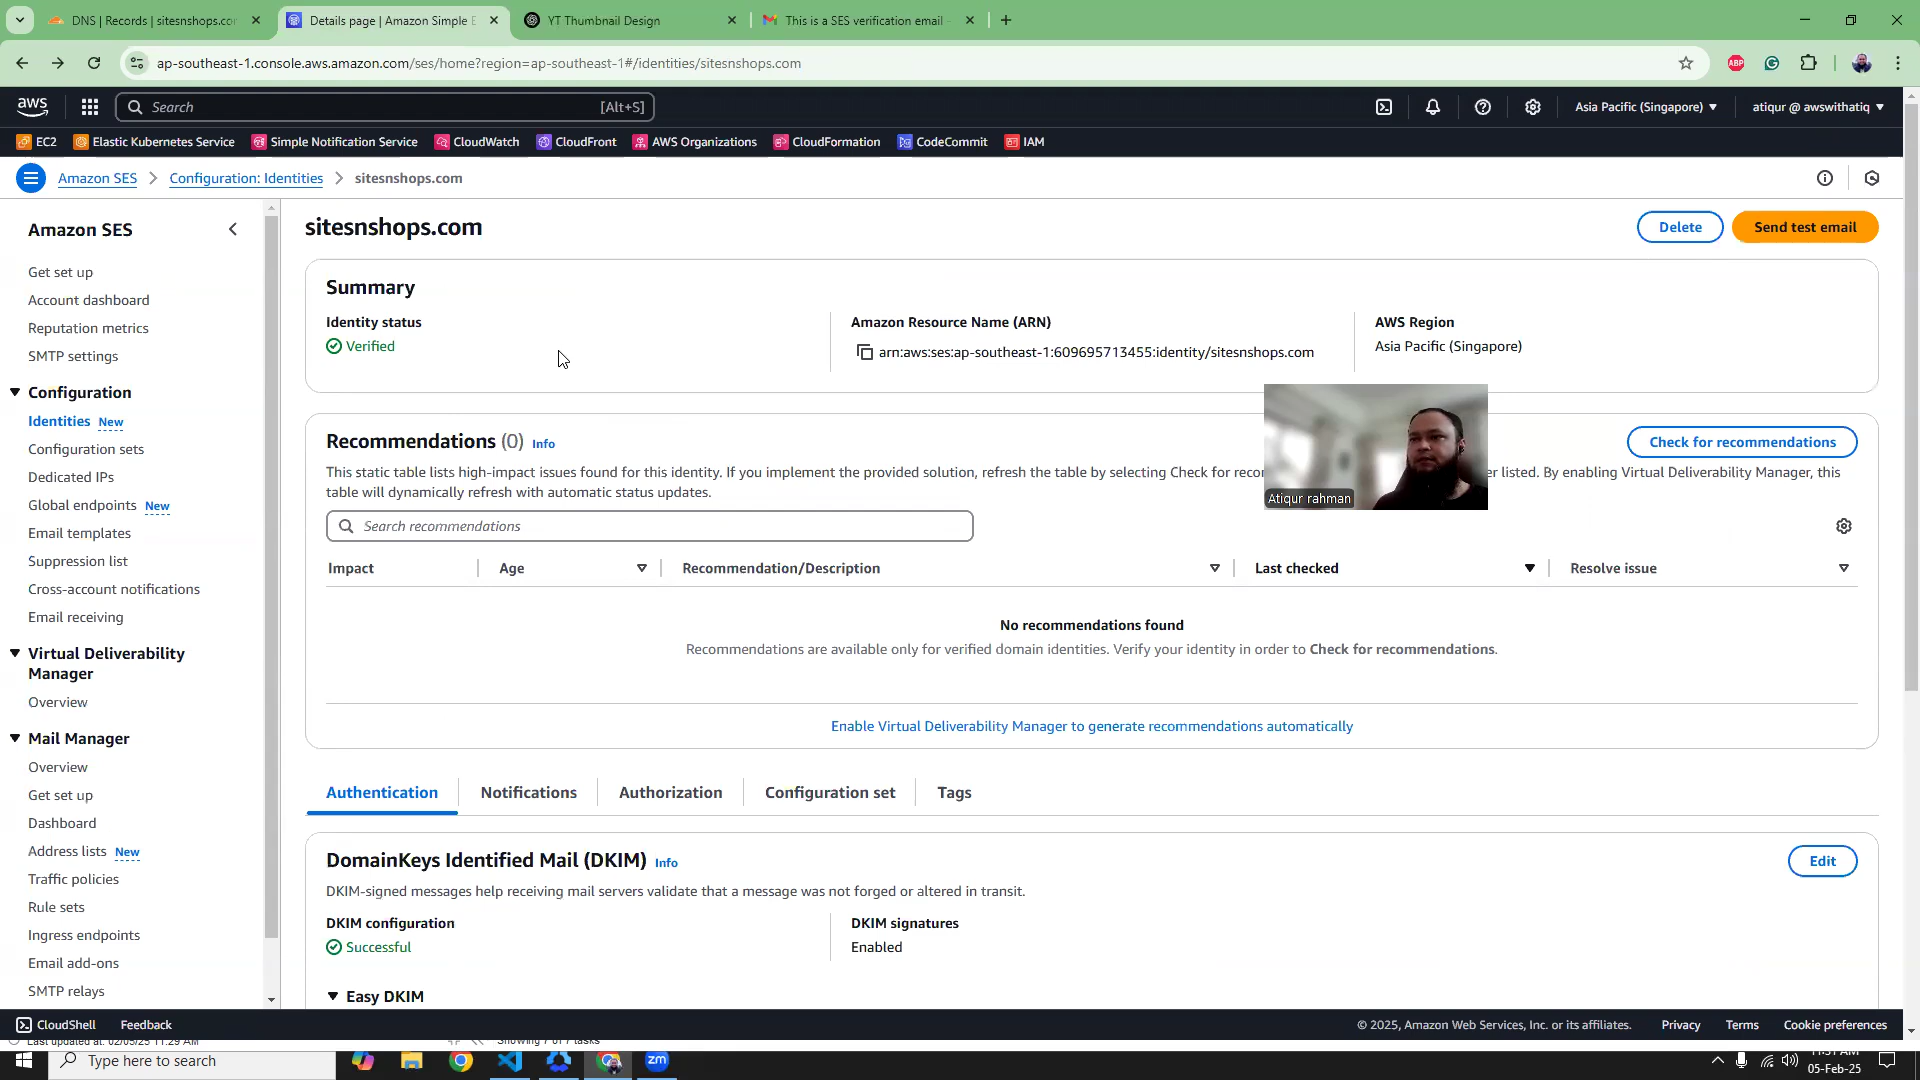 DNS | Records | sitesnshops.cor
Details page | Amazon Simple E
YT Thumbnail Design
This is a SES verification email -
ap-southeast-1.console.aws.amazon.com/ses/home?region=ap-southeast-1#/identities/sitesnshops.com
ABP
aws
Search
[Alt+S]
Asia Pacific (Singapore)
atiqur @ awswithatiq
EC2
Elastic Kubernetes Service
Simple Notification Service
CloudWatch
CloudFront
AWS Organizations
CloudFormation
CodeCommit
IAM
Amazon SES
Configuration: Identities
sitesnshops.com
Amazon SES
Get set up
Account dashboard
Reputation metrics
SMTP settings
Configuration
Identities New
Configuration sets
Dedicated IPs
Global endpoints New
Email templates
Suppression list
Cross-account notifications
Email receiving
Virtual Deliverability
Manager
Overview
Mail Manager
Overview
Get set up
Dashboard
Address lists New
Traffic policies
Rule sets
Ingress endpoints
Email add-ons
SMTP relays
sitesnshops.com
Delete
Send test email
Summary
Identity status
Verified
Amazon Resource Name (ARN)
arn:aws:ses:ap-southeast-1:609695713455:identity/sitesnshops.com
AWS Region
Asia Pacific (Singapore)
Recommendations (0) Info
Check for recommendations
This static table lists high-impact issues found for this identity. If you implement the provided solution, refresh the table by selecting Check for recor er listed. By enabling Virtual Deliverability Manager, this
table will dynamically refresh with automatic status updates.
Atiqur rahman
Search recommendations
Impact
Age
Recommendation/Description
Last checked
Resolve issue
No recommendations found
Recommendations are available only for verified domain identities. Verify your identity in order to Check for recommendations.
Enable Virtual Deliverability Manager to generate recommendations automatically
Authentication
Notifications
Authorization
Configuration set
Tags
DomainKeys Identified Mail (DKIM) Info
Edit
DKIM-signed messages help receiving mail servers validate that a message was not forged or altered in transit.
DKIM configuration
Successful
DKIM signatures
Enabled
Easy DKIM
CloudShell
Feedback
© 2025, Amazon Web Services, Inc. or its affiliates.
Privacy
Terms
Cookie preferences
Last updated at: 02/05/25 11:29 AM
Showing 7 of 7 tasks
Type here to search
zm
11:31 AM
05-Feb-25